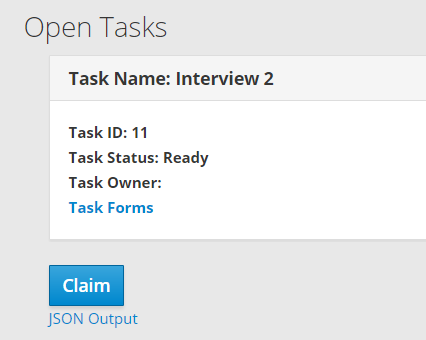 Open Tasks
Task Name: Interview 2
Task ID: 11
Task Status: Ready
Task Owner:
Task Forms
Claim
JSON Output